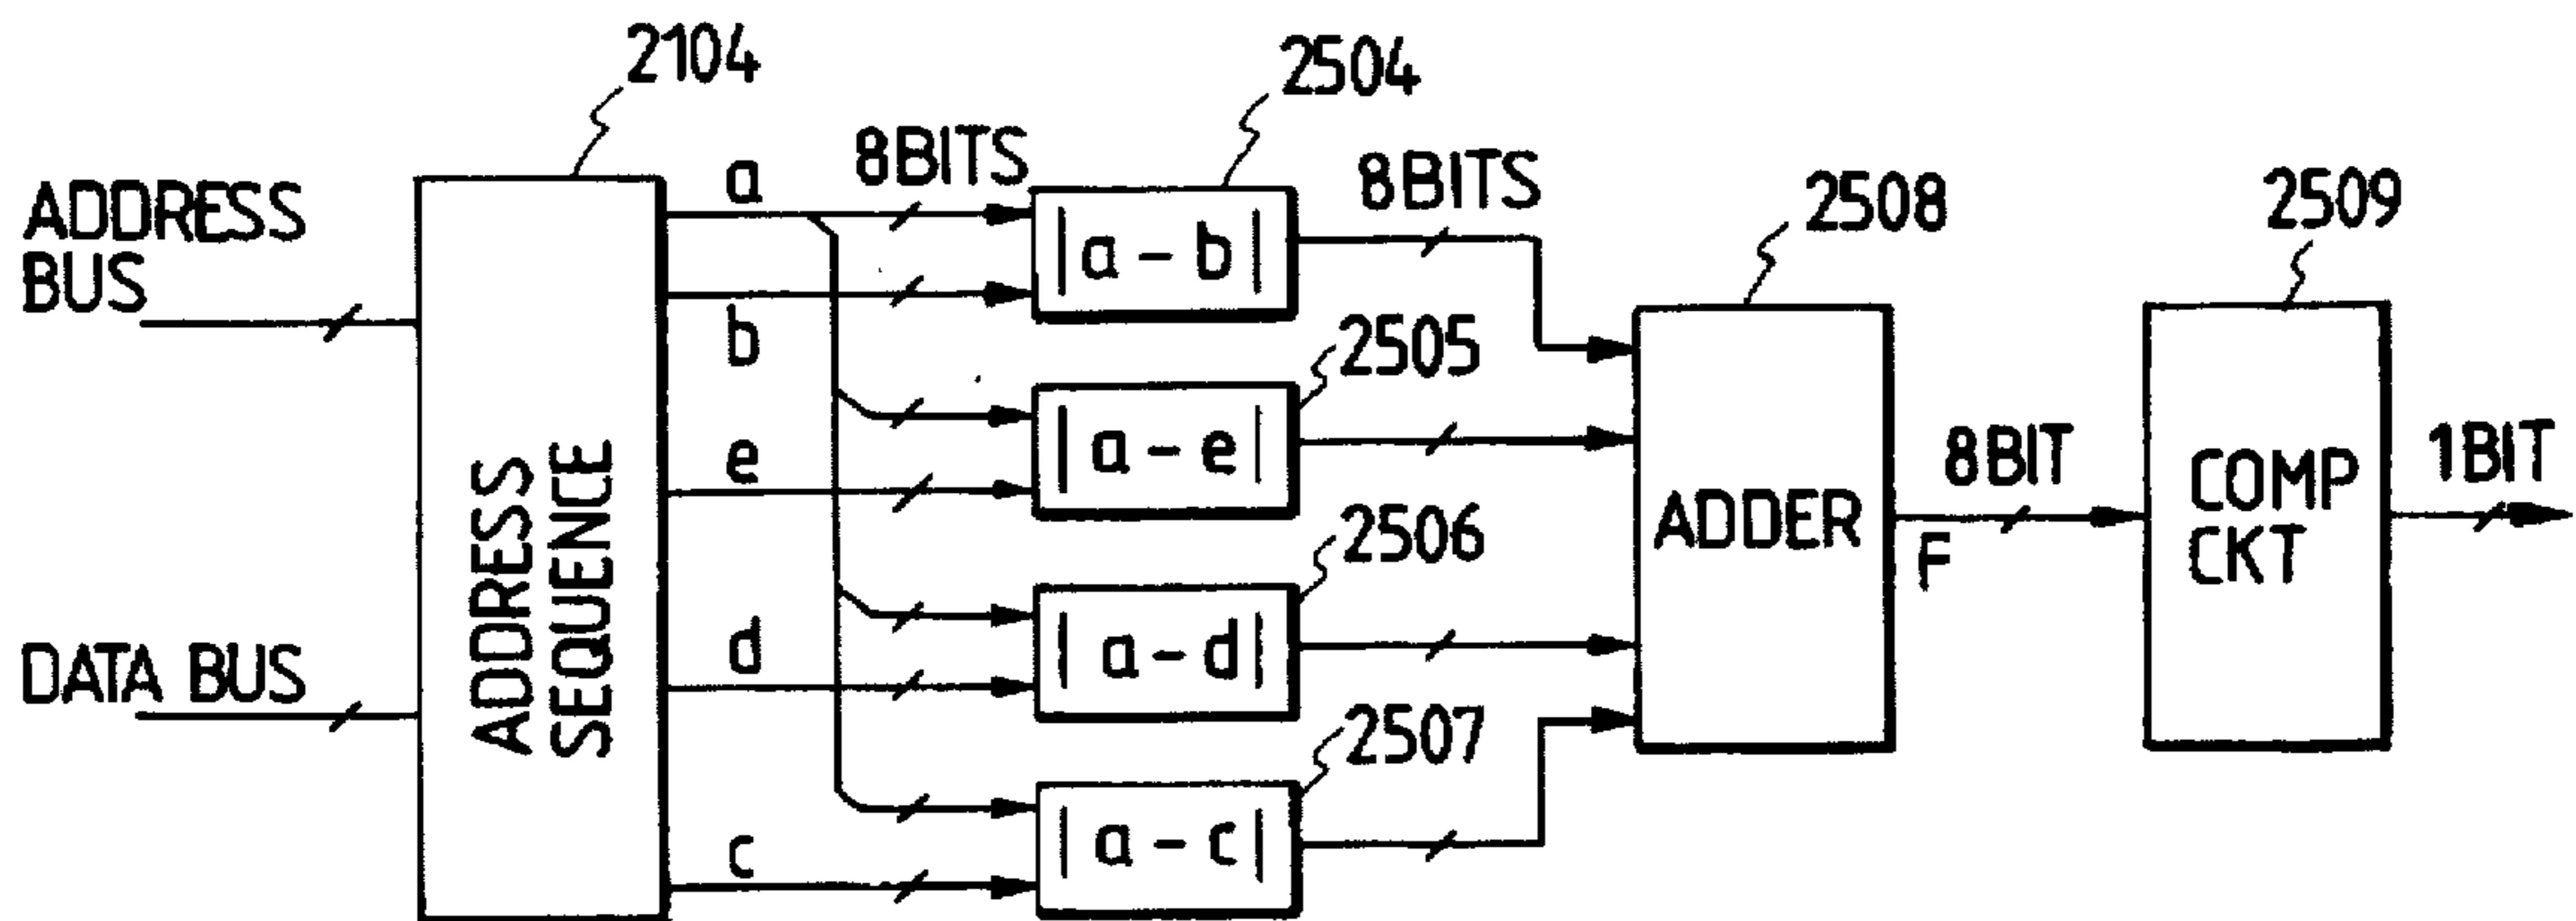 2104
2504
ADDRESS
BUS
a
8BITS
|a-b|
8BITS
2508
2509
b
2505
|a-e|
e
ADDRESS
SEQUENCE
ADDER
8BIT
F
COMP
CKT
1BIT
2506
DATA BUS
d
|a-d|
2507
c
|a-c|